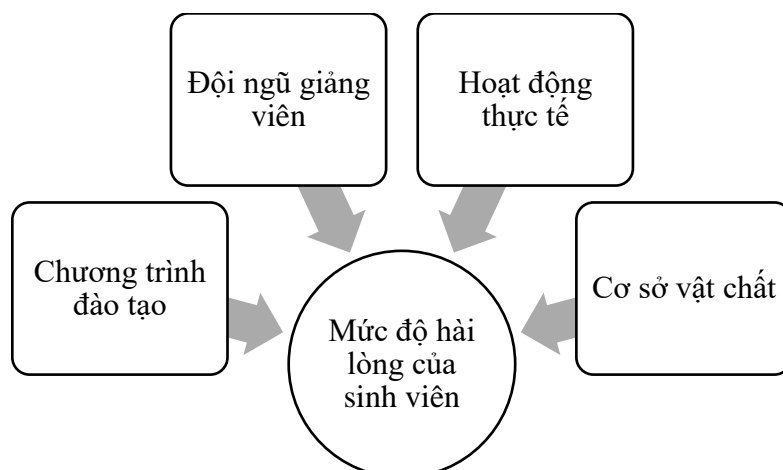 Đội ngũ giảng
viên
Hoạt động
thực tế
Chương trình
đào tạo
Cơ sở vật chất
Mức độ hài
lòng của
sinh viên